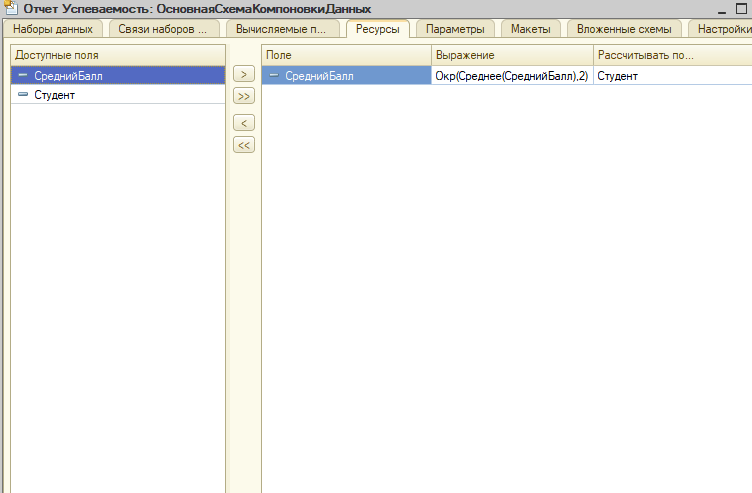 Отчет Успеваемость: ОсновнаяСхемаКомпоновкиДанных
Наборы данных Связи наборов ... Вычисляемые п... Ресурсы Параметры Макеты Вложенные схемы Настройки
Доступные поля Поле Выражение Рассчитывать по...
СреднийБалл > СреднийБалл Окр(Среднее(СреднийБалл),2) Студент
Студент >>
<
<<